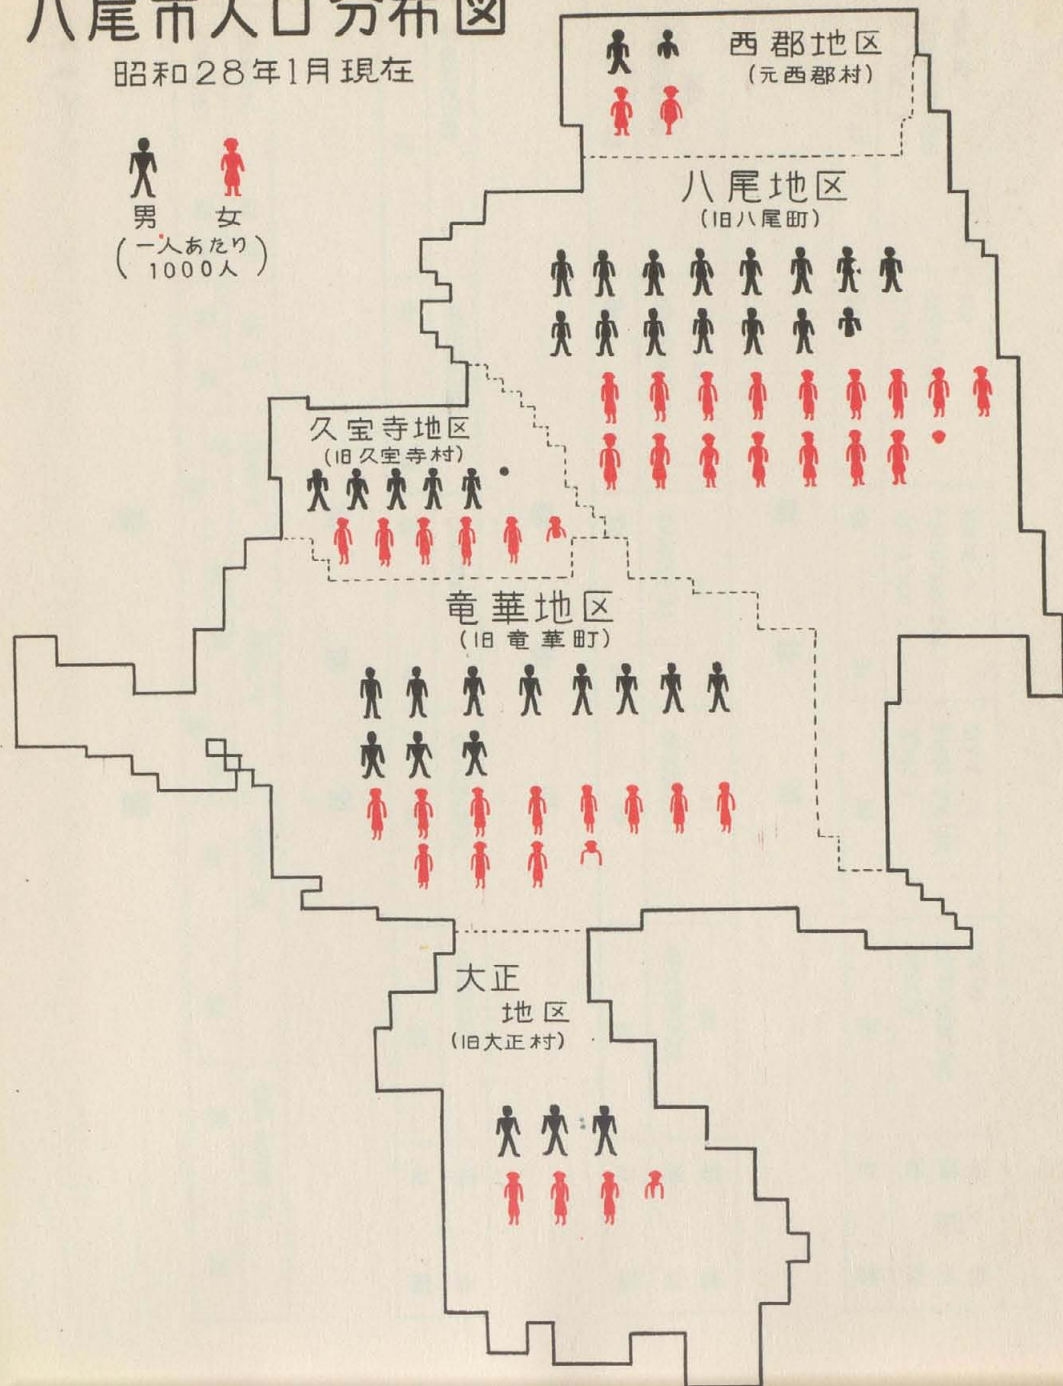 八尾市人口分布図
昭和28年1月現在
男 女
(一人あたり
1000人)
西郡地区
(元西郡村)
八尾地区
(旧八尾町)
久宝寺地区
(旧久宝寺村)
竜華地区
(旧竜華町)
大正
地区
(旧大正村)